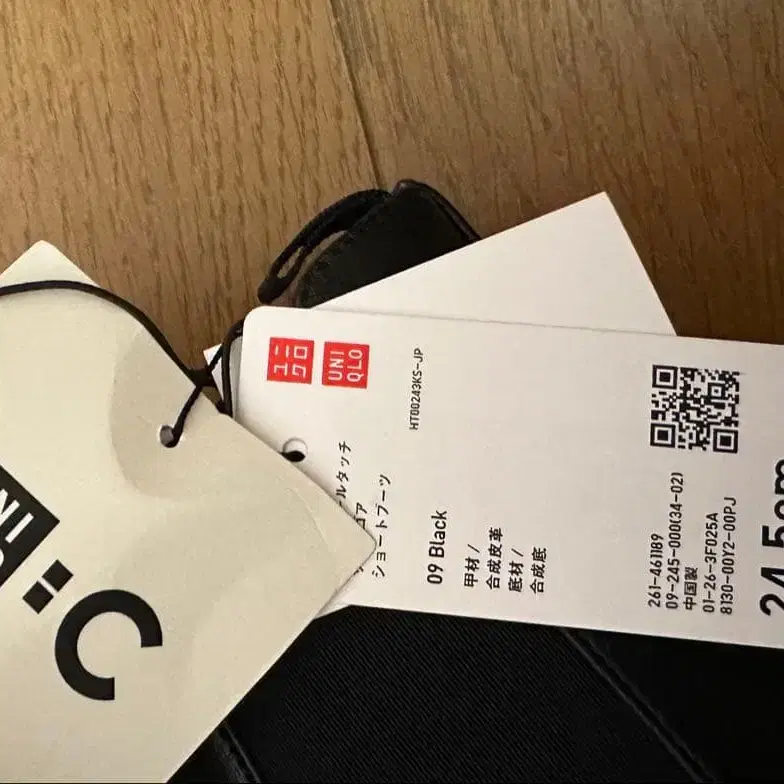 ユニ
クロ
UNI
QLO
HT00243KS-JP
ールタッチ
ゴア
ショートブーツ
09 Black
甲材/
合成皮革
底材/
合成底
261-461189
09-245-000(34-02)
中国製
01-26-3F025A
8130-00Y2-00PJ
24.5cm
NI
:C